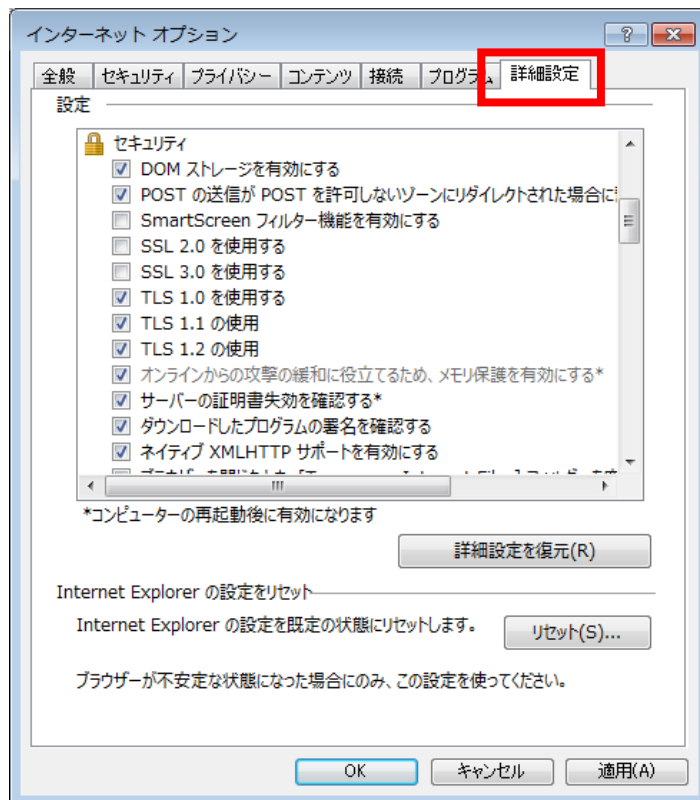 インターネット オプション
全般 セキュリティ プライバシー コンテンツ 接続 プログラム 詳細設定
設定
セキュリティ
DOM ストレージを有効にする
POST の送信が POST を許可しないゾーンにリダイレクトされた場合に
SmartScreen フィルター機能を有効にする
SSL 2.0 を使用する
SSL 3.0 を使用する
TLS 1.0 を使用する
TLS 1.1 の使用
TLS 1.2 の使用
オンラインからの攻撃の緩和に役立てるため、メモリ保護を有効にする*
サーバーの証明書失効を確認する*
ダウンロードしたプログラムの署名を確認する
ネイティブ XMLHTTP サポートを有効にする
*コンピューターの再起動後に有効になります
詳細設定を復元(R)
Internet Explorer の設定をリセット
Internet Explorer の設定を既定の状態にリセットします。
リセット(S)...
ブラウザーが不安定な状態になった場合にのみ、この設定を使ってください。
OK キャンセル 適用(A)